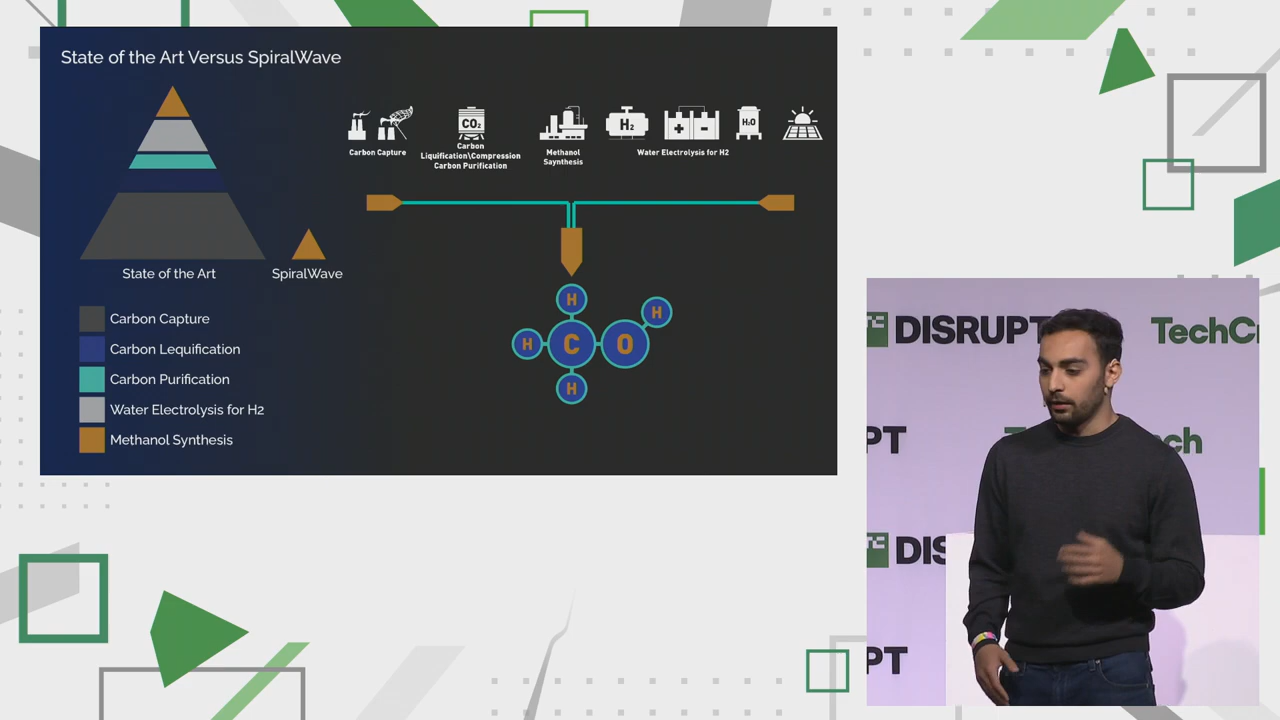 State of the Art Versus SpiralWave
Carbon Capture
CO₂
Carbon
Liquification\Compression
Carbon Purification
Methanol
Saynthesis
H₂
+ -
H₂O
Water Electrolysis for H2
State of the Art
SpiralWave
Carbon Capture
Carbon Lequification
Carbon Purification
Water Electrolysis for H2
Methanol Synthesis
H
H
H
C
O
H
DISRUPT
TechCr
PT
ch
DIS
PT